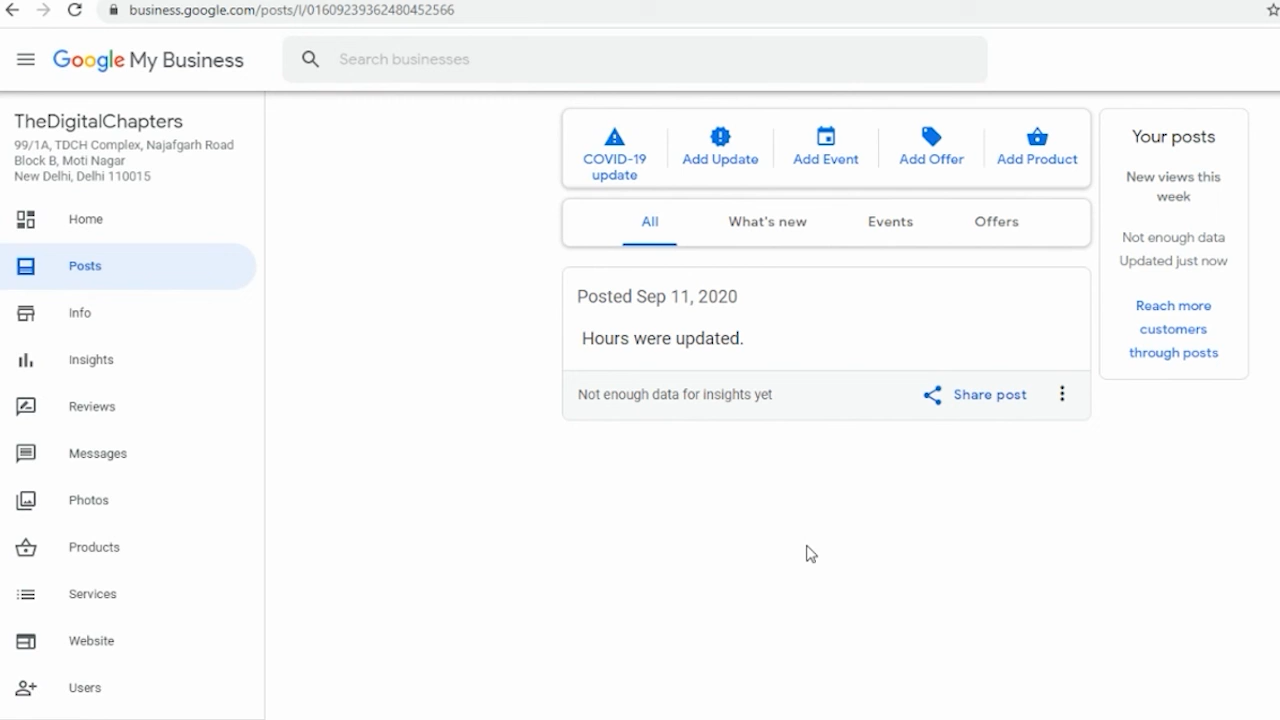 business.google.com/posts/l/01609239362480452566
Google My Business
Search businesses
TheDigitalChapters
99/1A, TDCH Complex, Najafgarh Road
Block B, Moti Nagar
New Delhi, Delhi 110015
Home
Posts
Info
Insights
Reviews
Messages
Photos
Products
Services
Website
Users
COVID-19
update
Add Update
Add Event
Add Offer
Add Product
All
What's new
Events
Offers
Posted Sep 11, 2020
Hours were updated.
Not enough data for insights yet
Share post
Your posts
New views this
week
Not enough data
Updated just now
Reach more
customers
through posts